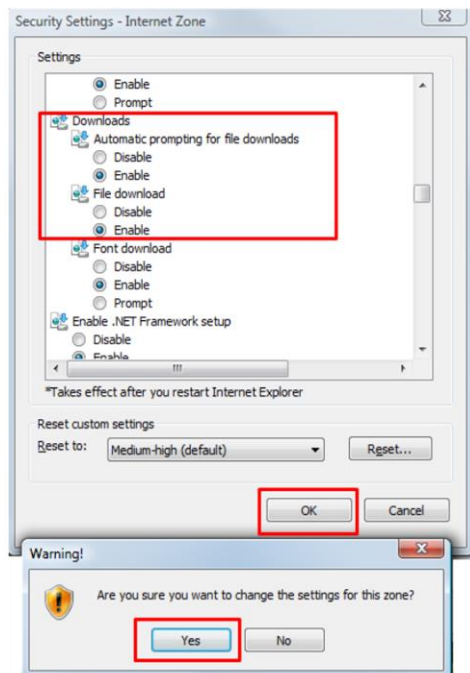 Security Settings - Internet Zone
Settings
Enable
Prompt
Downloads
Automatic prompting for file downloads
Disable
Enable
File download
Disable
Enable
Font download
Disable
Enable
Prompt
Enable .NET Framework setup
Disable
Enable
*Takes effect after you restart Internet Explorer
Reset custom settings
Reset to: Medium-high (default) Reset...
OK Cancel
Warning!
Are you sure you want to change the settings for this zone?
Yes No